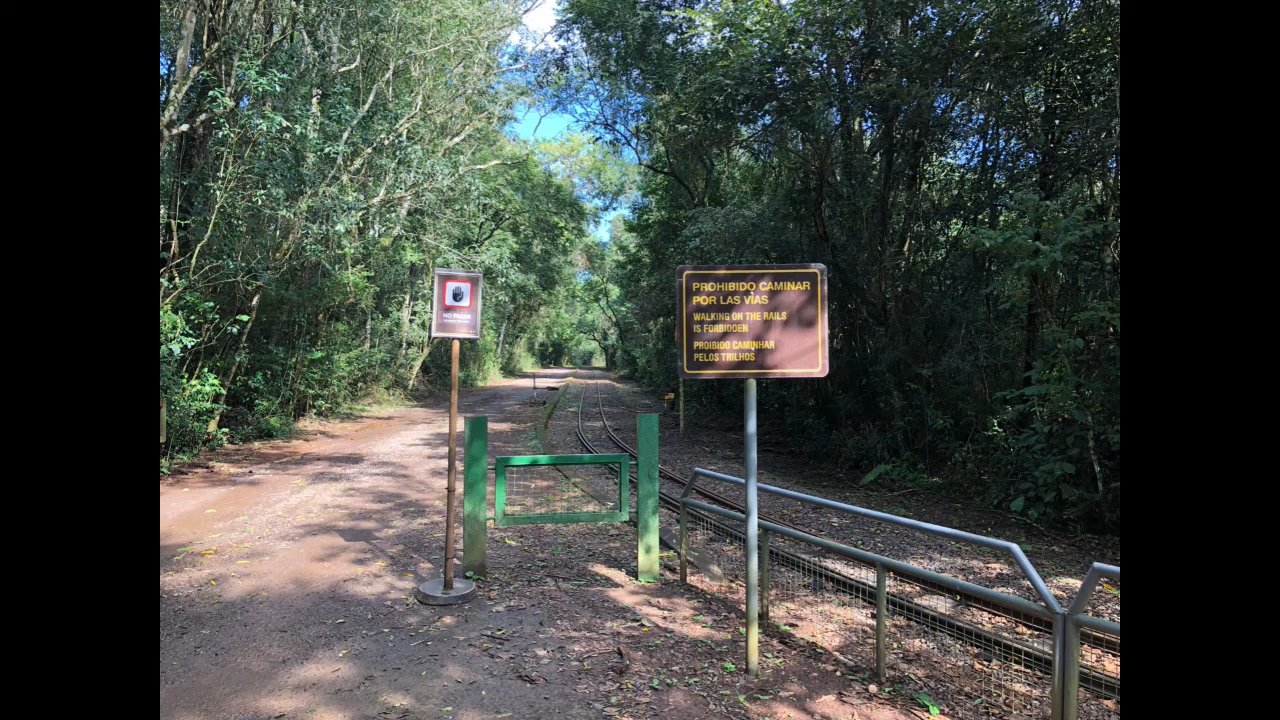 NO PASAR
PROHIBIDO CAMINAR
POR LAS VÍAS
WALKING ON THE RAILS
IS FORBIDDEN
PROIBIDO CAMINHAR
PELOS TRILHOS